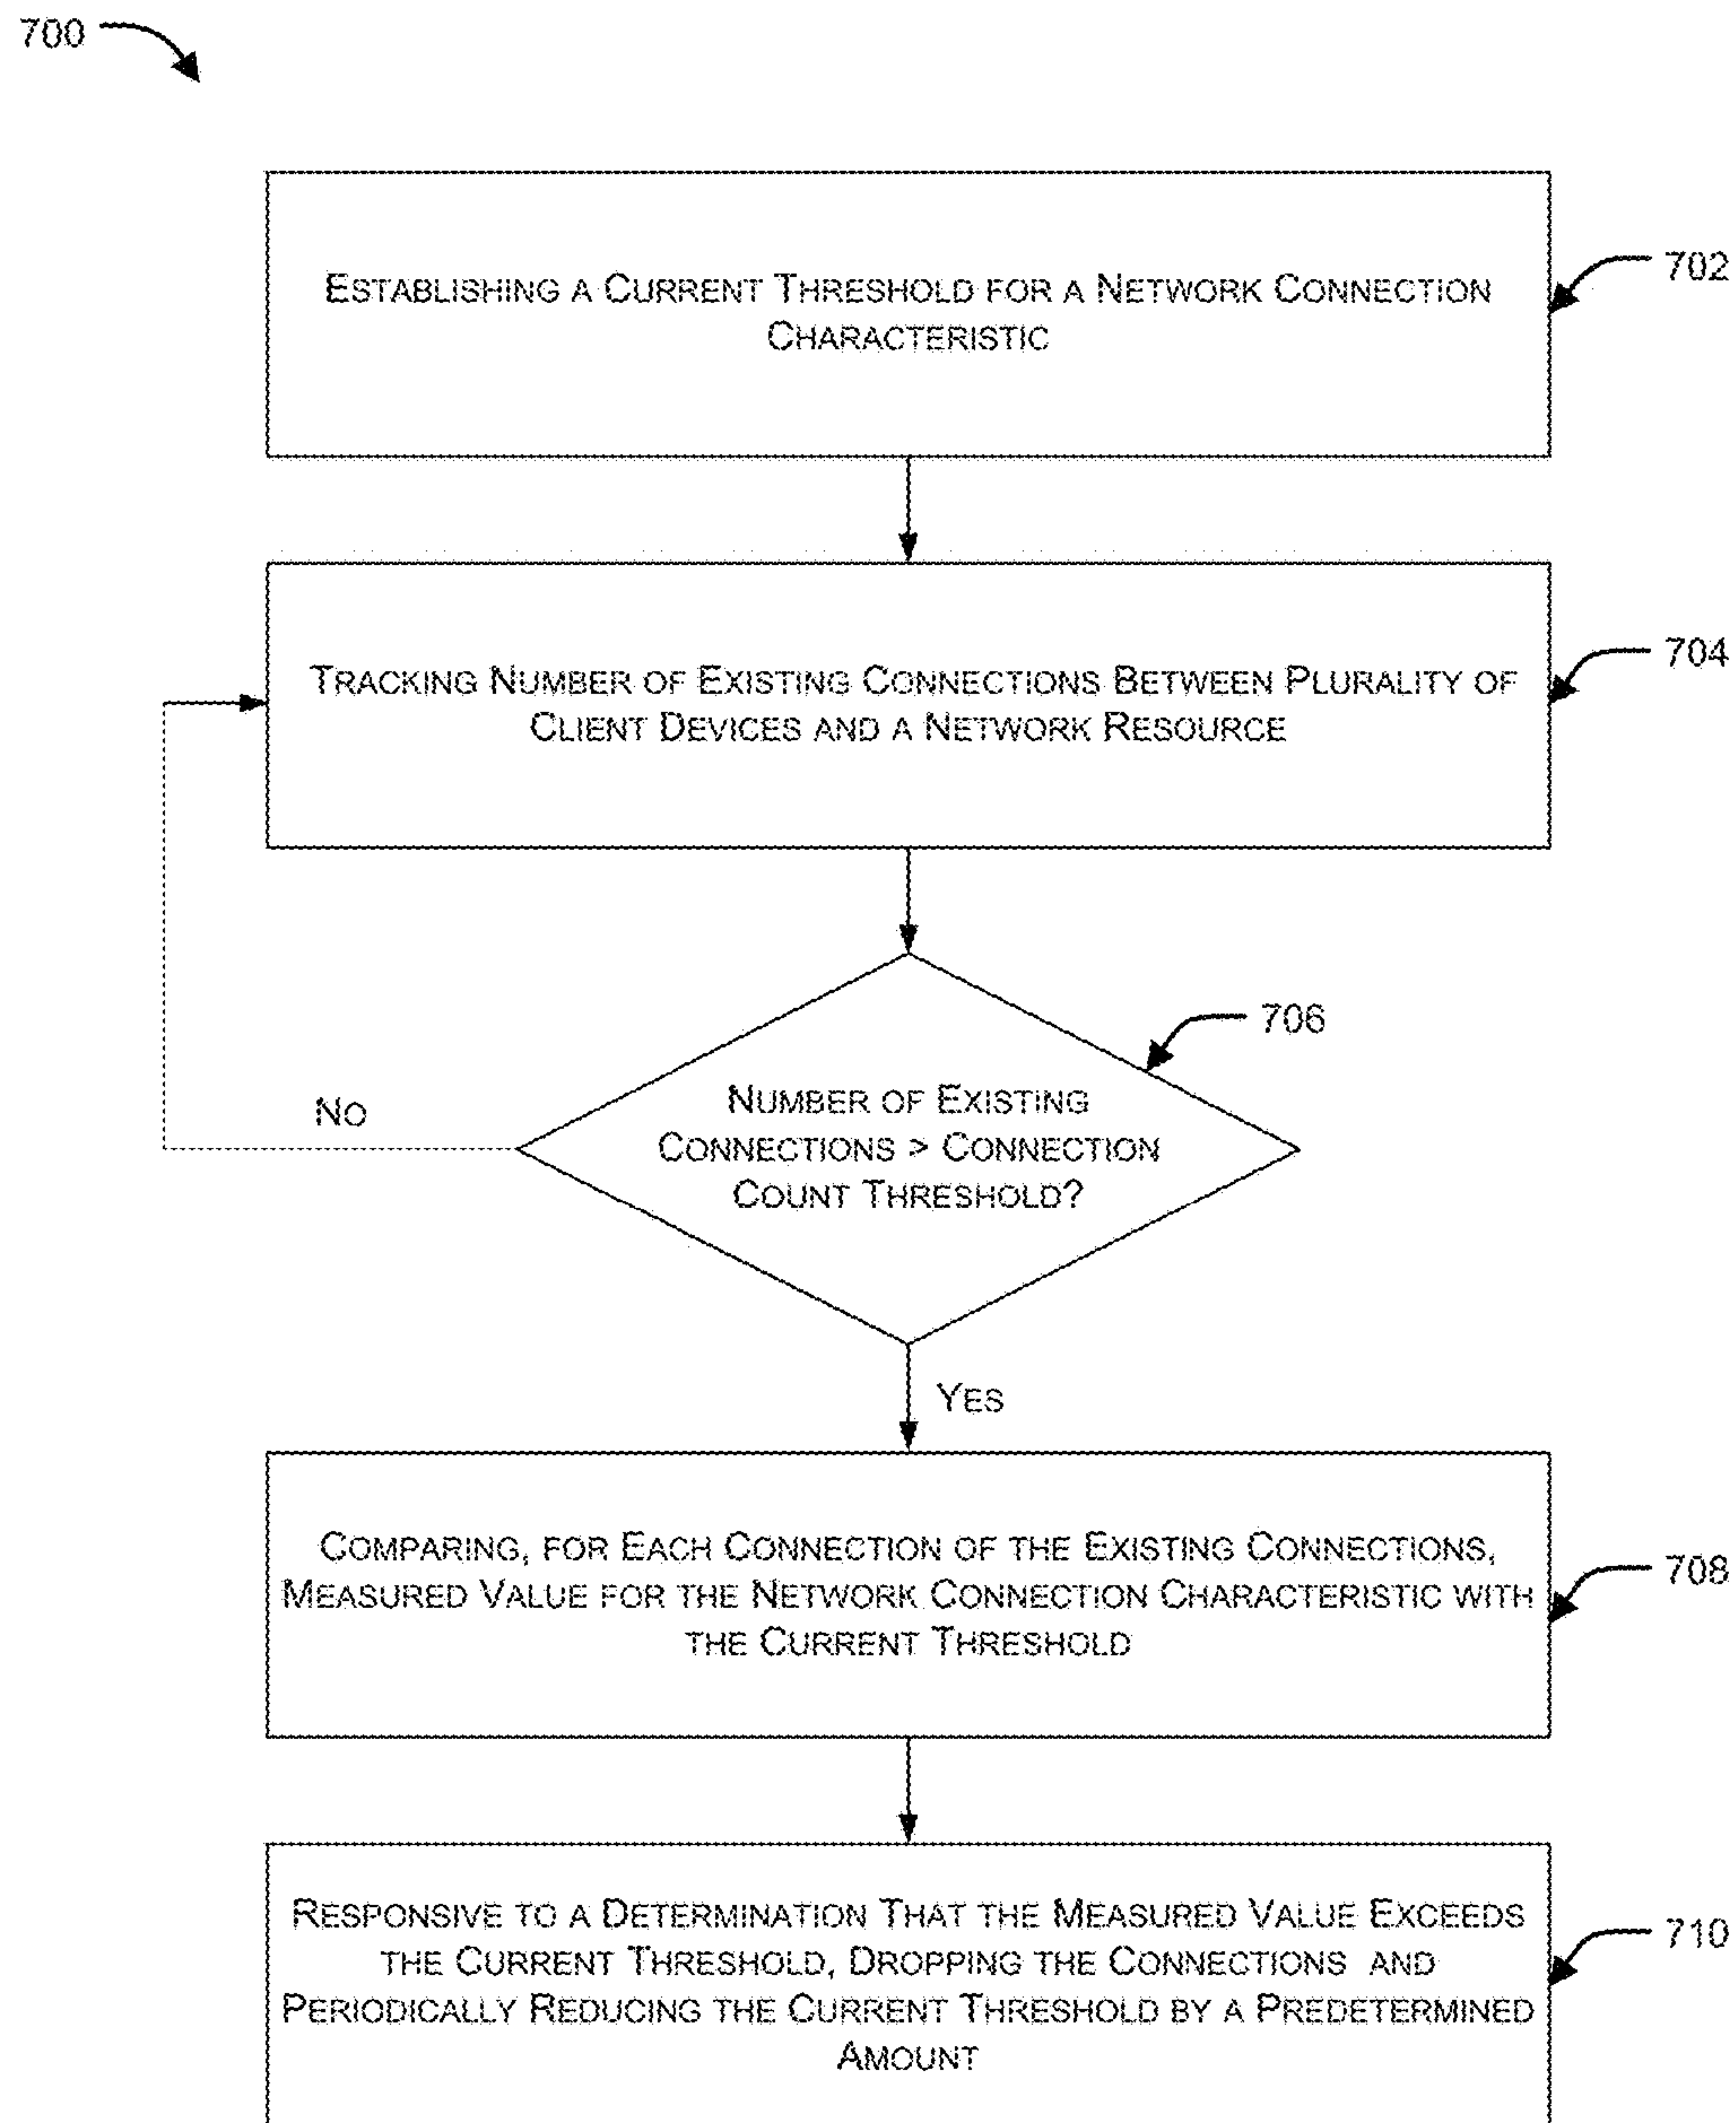 700
ESTABLISHING A CURRENT THRESHOLD FOR A NETWORK CONNECTION
CHARACTERISTIC
702
TRACKING NUMBER OF EXISTING CONNECTIONS BETWEEN PLURALITY OF
CLIENT DEVICES AND A NETWORK RESOURCE
704
NUMBER OF EXISTING
CONNECTIONS > CONNECTION
COUNT THRESHOLD?
706
NO
YES
COMPARING, FOR EACH CONNECTION OF THE EXISTING CONNECTIONS,
MEASURED VALUE FOR THE NETWORK CONNECTION CHARACTERISTIC WITH
THE CURRENT THRESHOLD
708
RESPONSIVE TO A DETERMINATION THAT THE MEASURED VALUE EXCEEDS
THE CURRENT THRESHOLD, DROPPING THE CONNECTIONS AND
PERIODICALLY REDUCING THE CURRENT THRESHOLD BY A PREDETERMINED
AMOUNT
710